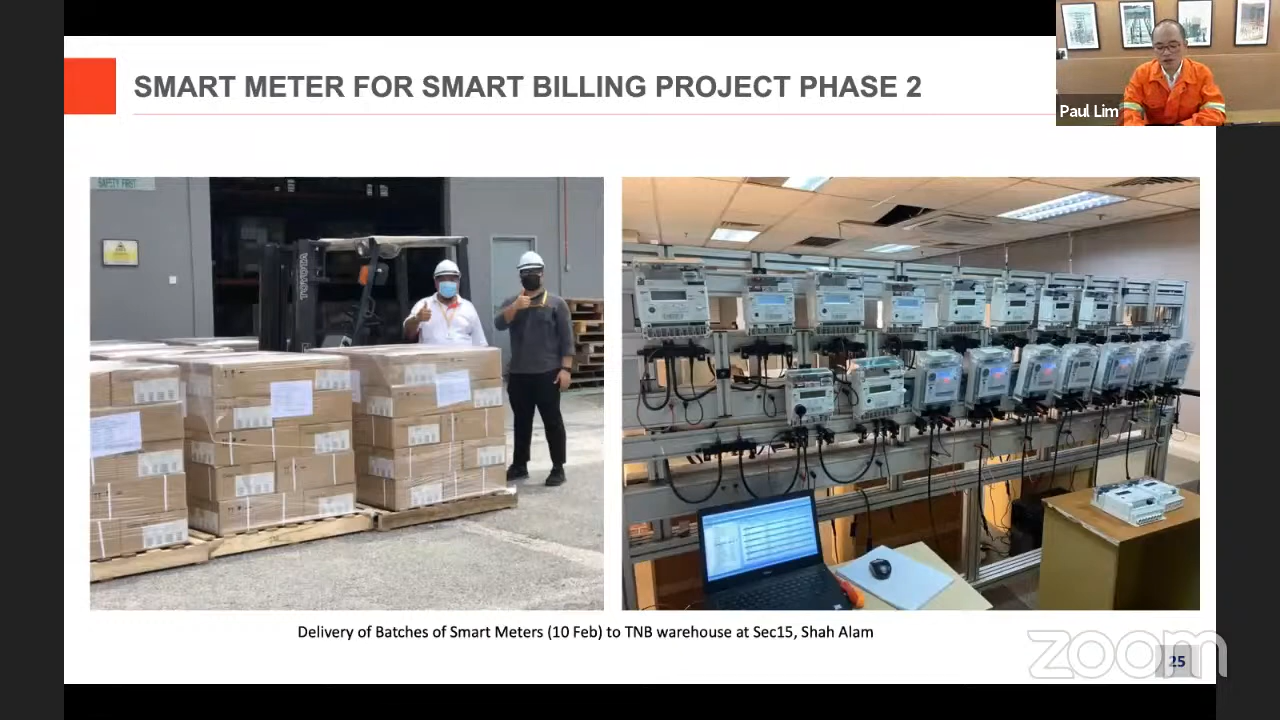 SMART METER FOR SMART BILLING PROJECT PHASE 2
Paul Lim
SAFETY FIRST
TOYOTA
Delivery of Batches of Smart Meters (10 Feb) to TNB warehouse at Sec15, Shah Alam
zoom
25